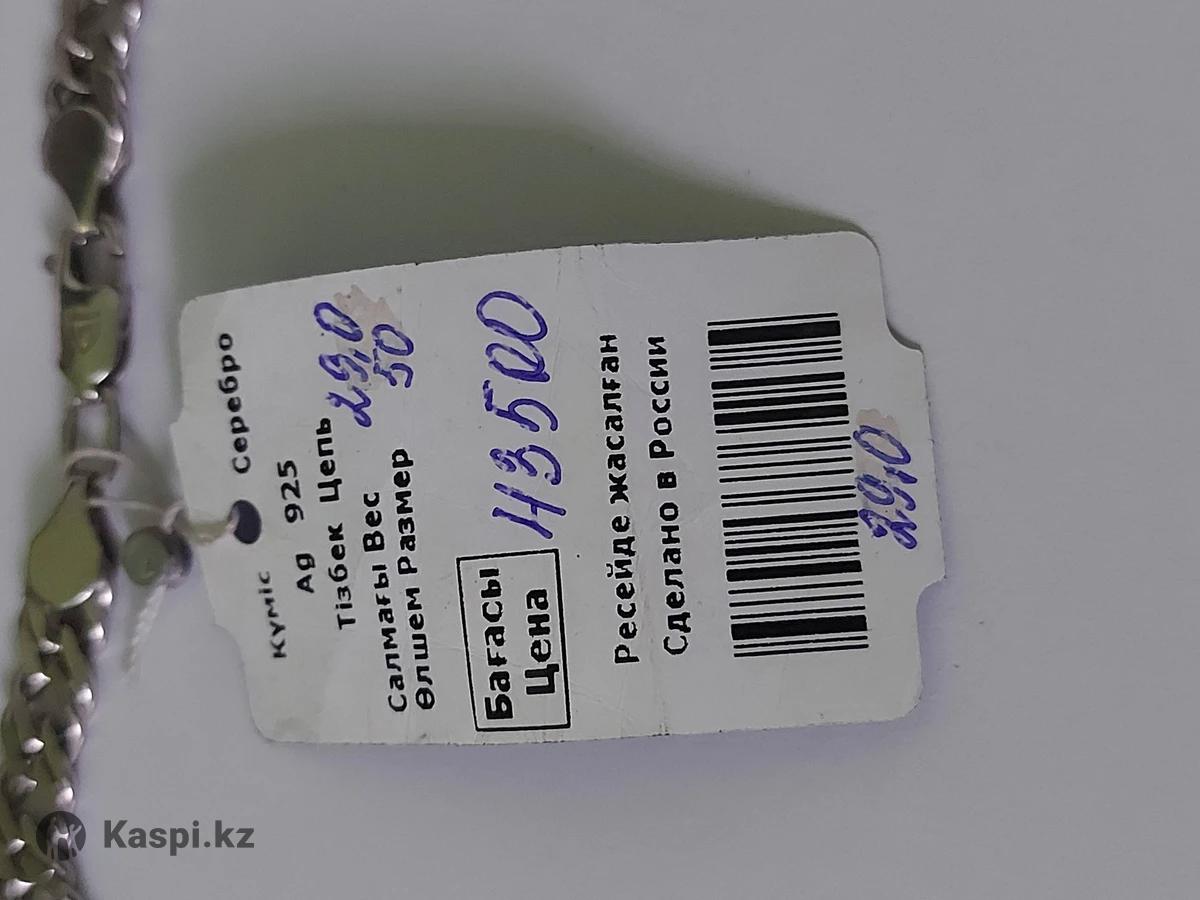 Күміс Серебро
Ag 925
Тізбек Цепь
Салмағы Вес 29,0
Өлшем Размер 50
Бағасы
Цена
43500
Ресейде жасалған
Сделано в России
29,0
Kaspi.kz